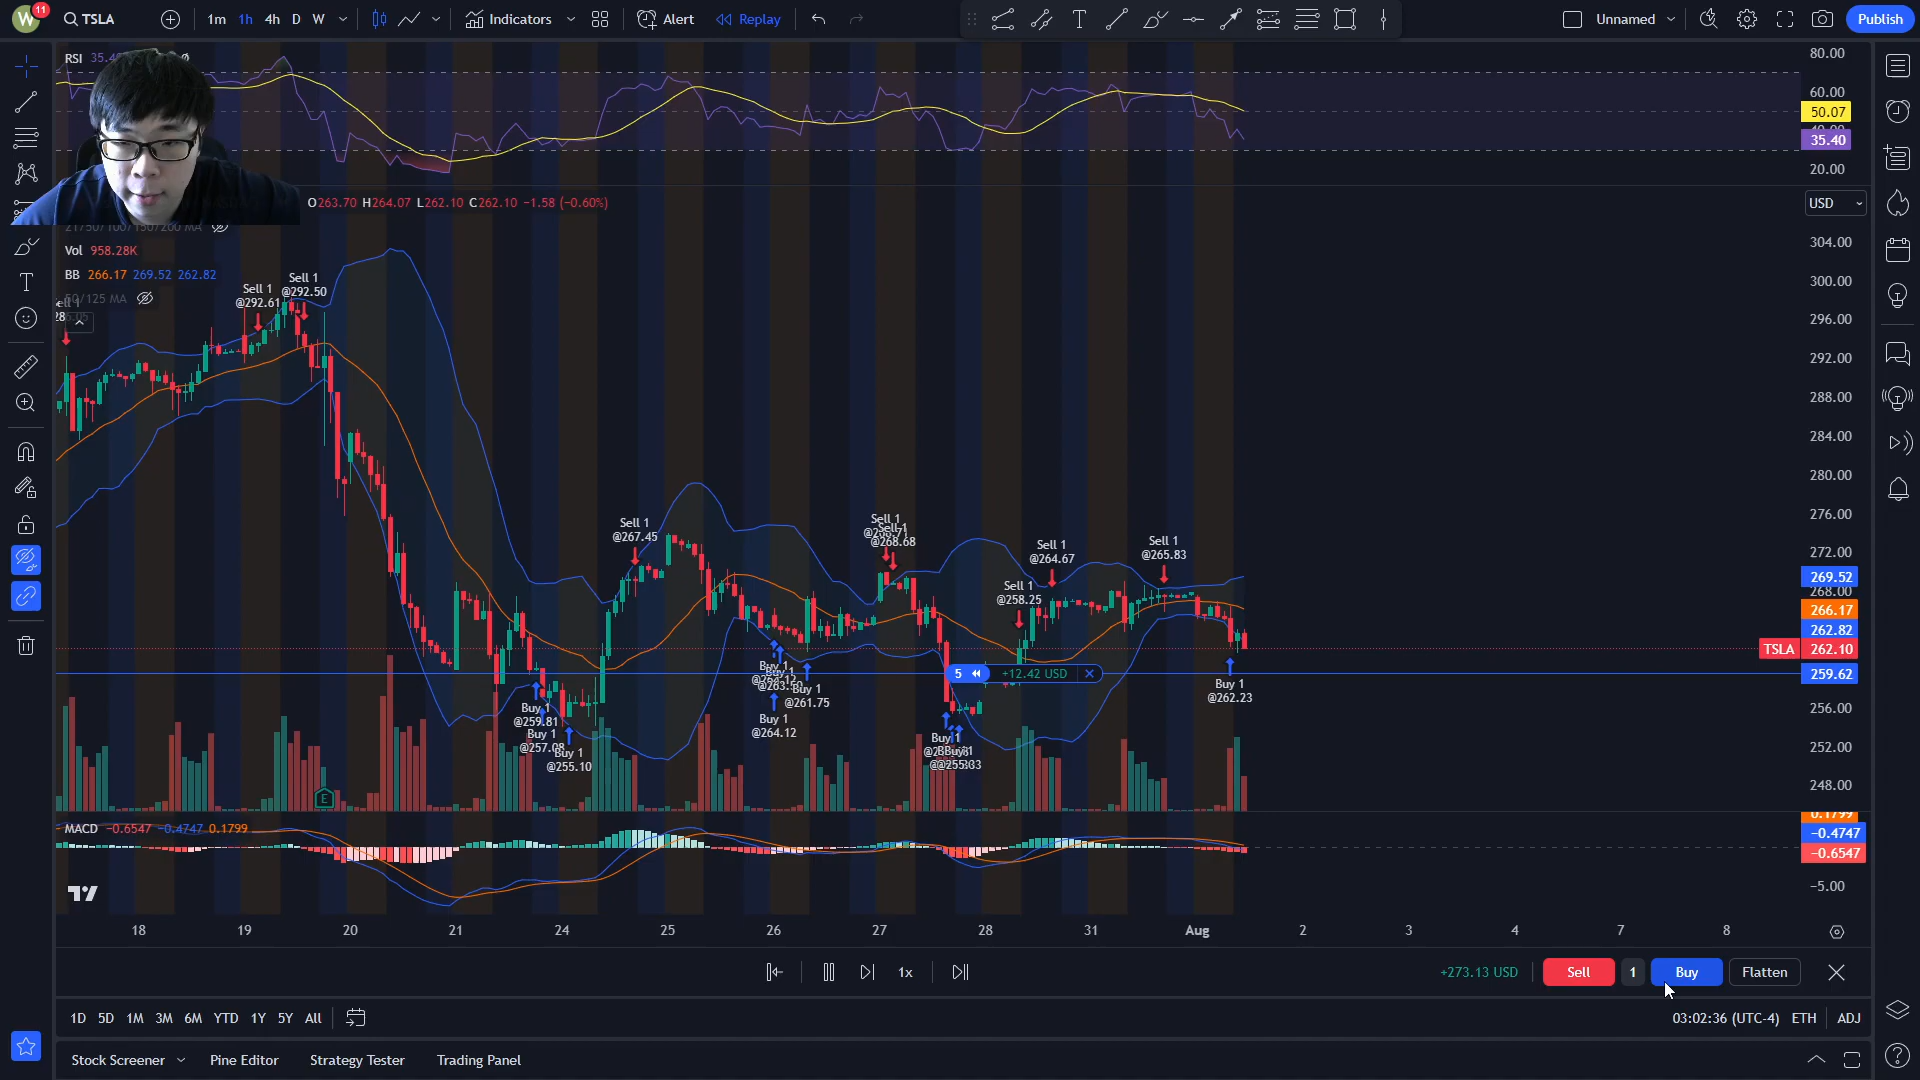 W
11
TSLA
1m 1h 4h D W
Indicators
Alert
Replay
Unnamed
Publish
RSI
80.00
60.00
50.07
35.40
20.00
USD
O263.70 H264.07 L262.10 C262.10 −1.58 (−0.60%)
Vol 958.28K
BB 266.17 269.52 262.82
50/125 MA
Sell 1
@292.61
Sell 1
@292.50
304.00
300.00
296.00
292.00
288.00
284.00
280.00
276.00
272.00
269.52
268.00
266.17
262.82
TSLA 262.10
259.62
256.00
252.00
248.00
Sell 1
@267.45
@268.68
Sell 1
@258.25
Sell 1
@264.67
Sell 1
@265.83
5 +12.42 USD
Buy 1
@259.81
Buy 1
@257.08
Buy 1
@255.10
Buy 1
Buy 1
@261.75
Buy 1
@264.12
Buy 1
Buy 1
@262.23
E
MACD −0.6547 −0.4747 0.1799
0.1799
−0.4747
−0.6547
−5.00
18 19 20 21 24 25 26 27 28 31 Aug 2 3 4 7 8
1x
+273.13 USD
Sell
1
Buy
Flatten
1D 5D 1M 3M 6M YTD 1Y 5Y All
03:02:36 (UTC-4) ETH ADJ
Stock Screener
Pine Editor
Strategy Tester
Trading Panel